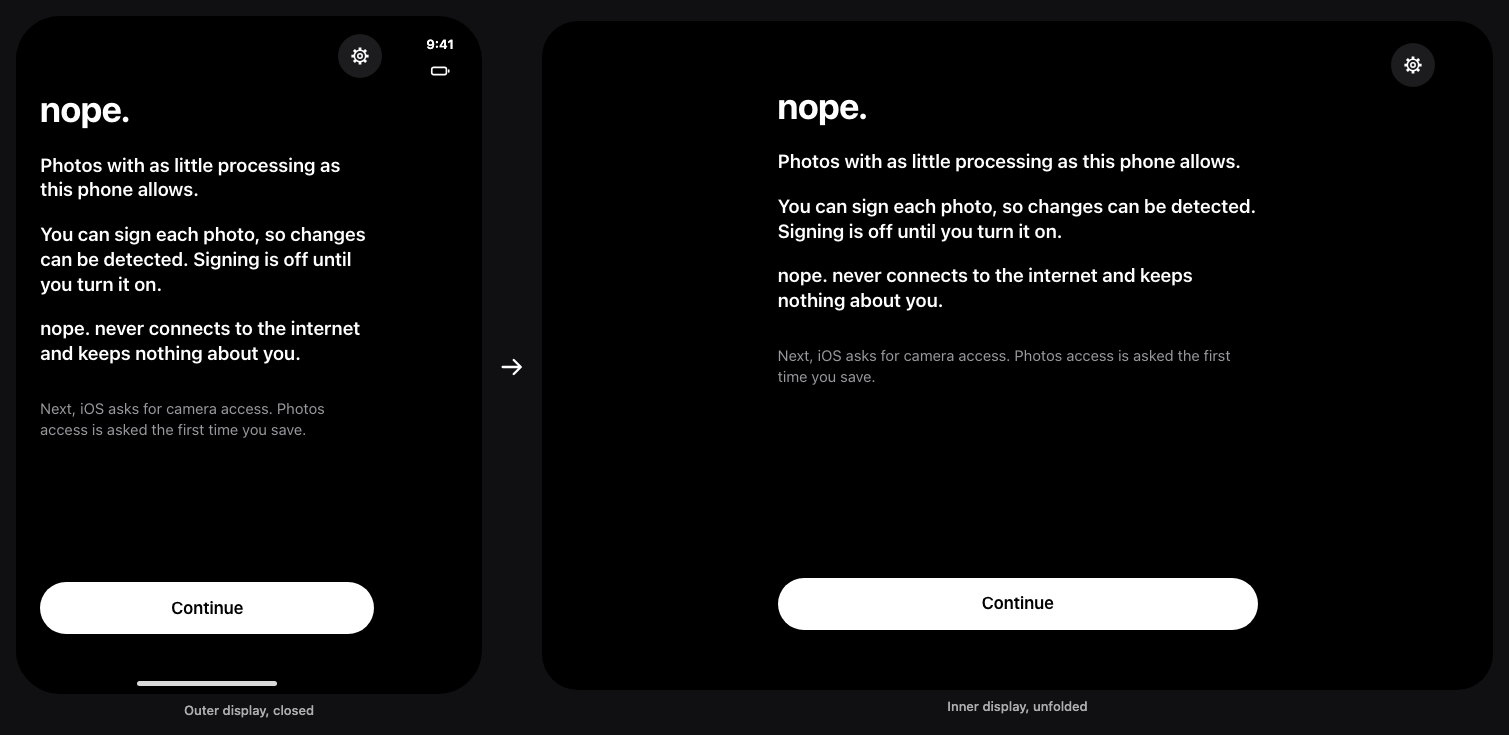 9:41
nope.
Photos with as little processing as
this phone allows.
You can sign each photo, so changes
can be detected. Signing is off until
you turn it on.
nope. never connects to the internet
and keeps nothing about you.
Next, iOS asks for camera access. Photos
access is asked the first time you save.
Continue
Outer display, closed
nope.
Photos with as little processing as this phone allows.
You can sign each photo, so changes can be detected.
Signing is off until you turn it on.
nope. never connects to the internet and keeps
nothing about you.
Next, iOS asks for camera access. Photos access is asked the first
time you save.
Continue
Inner display, unfolded